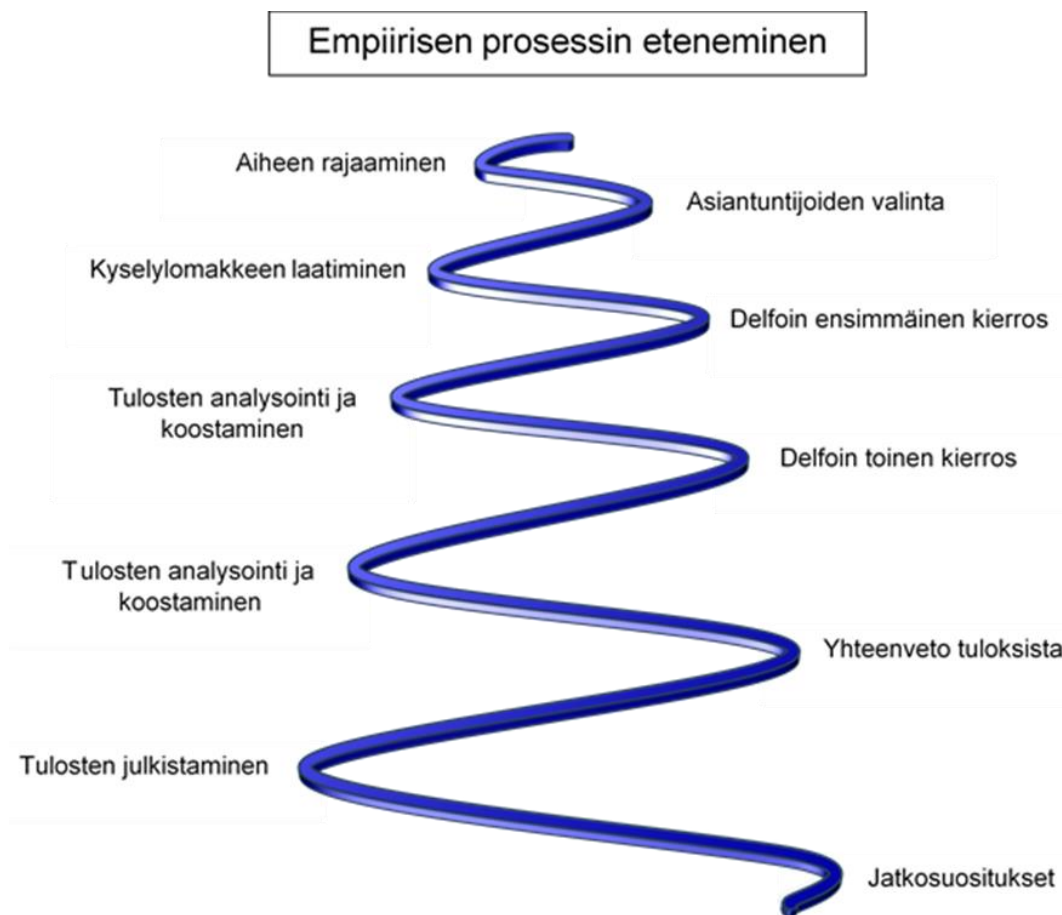 Empiirisen prosessin eteneminen
Aiheen rajaaminen
Asiantuntijoiden valinta
Kyselylomakkeen laatiminen
Delfoin ensimmäinen kierros
Tulosten analysointi ja
koostaminen
Delfoin toinen kierros
Tulosten analysointi ja
koostaminen
Yhteenveto tuloksista
Tulosten julkistaminen
Jatkosuositukset